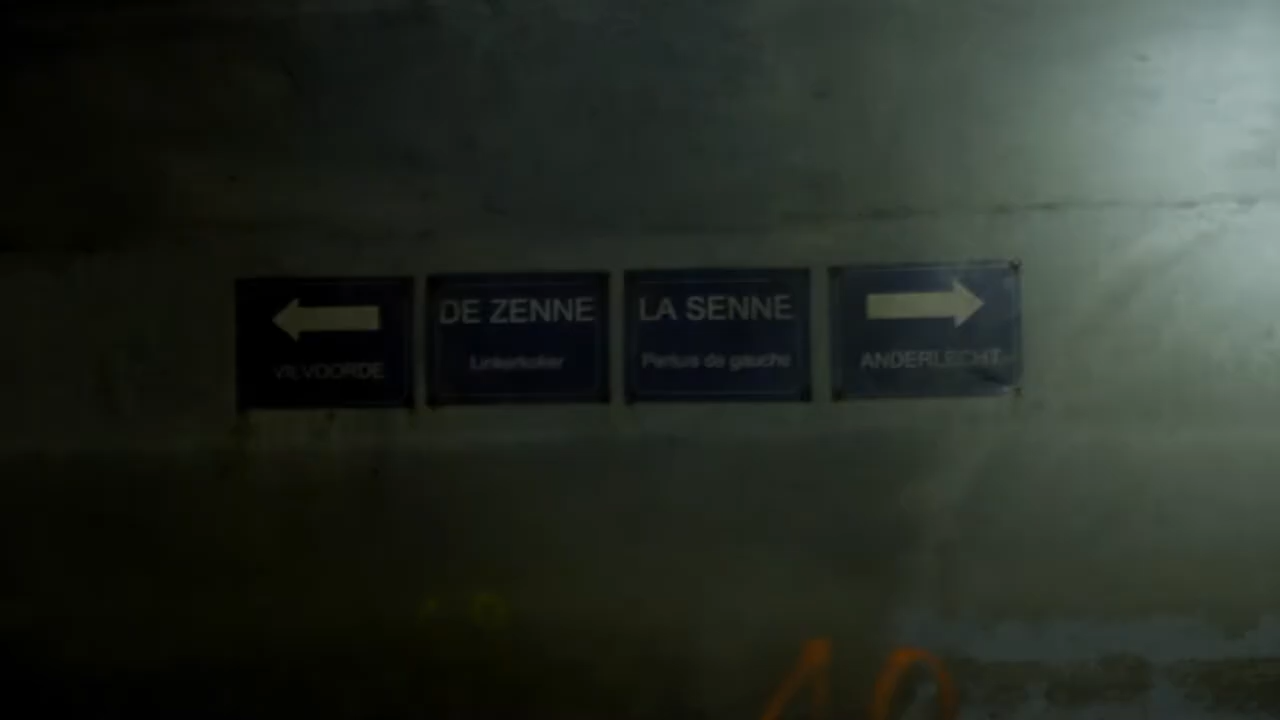 VILVOORDE
DE ZENNE
Linkerkoker
LA SENNE
Pertuis de gauche
ANDERLECHT